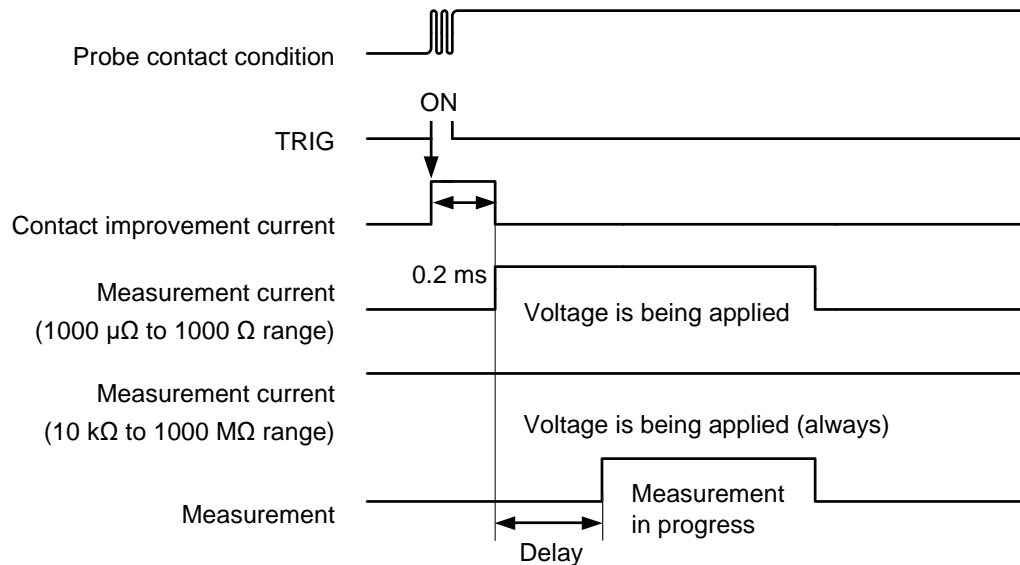 Probe contact condition
ON
TRIG
Contact improvement current
0.2 ms
Measurement current
(1000 μΩ to 1000 Ω range)
Voltage is being applied
Measurement current
(10 kΩ to 1000 MΩ range)
Voltage is being applied (always)
Measurement
Measurement
in progress
Delay